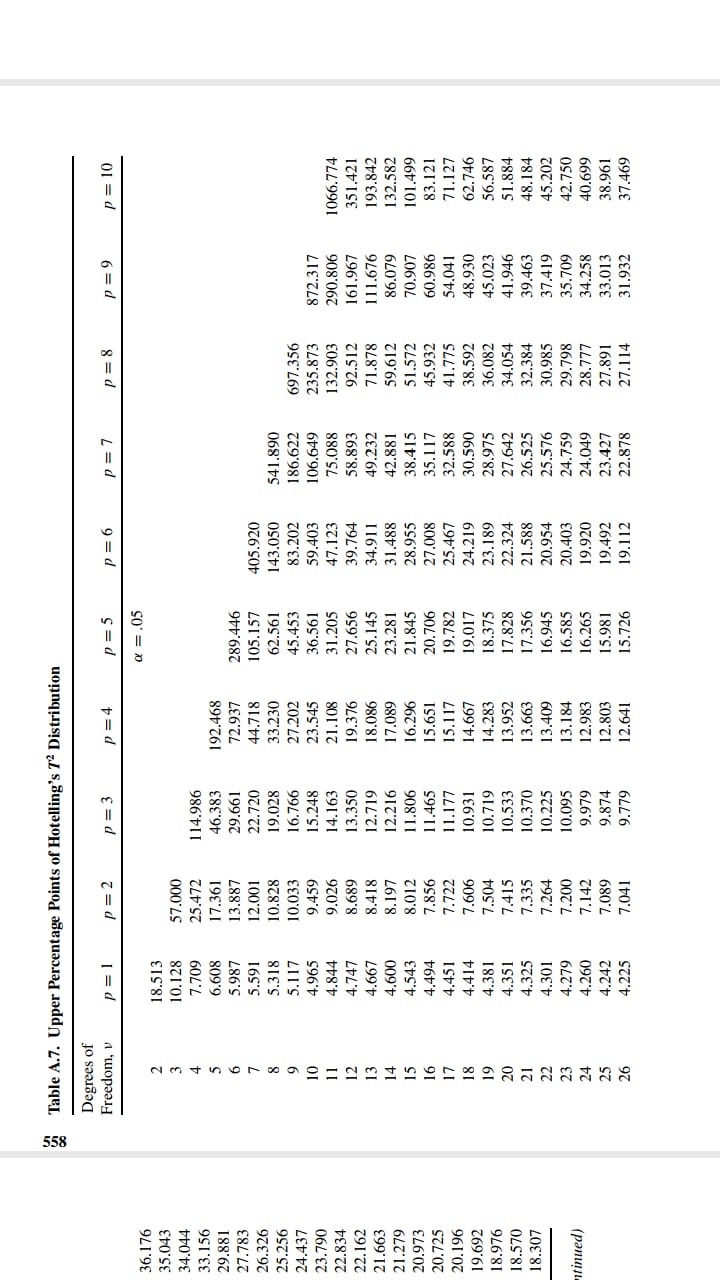 36.176
35.043
34.044
33.156
29.881
27.783
26.326
25.256
24.437
23.790
22.834
22.162
21.663
21.279
20.973
20.725
20.196
19.692
18.976
18.570
18.307
ntinued)
558
Table A.7. Upper Percentage Points of Hotelling's T² Distribution
Degrees of
Freedom, ν p = 1 p = 2 p = 3 p = 4 p = 5 p = 6 p = 7 p = 8 p = 9 p = 10
α = .05
2 18.513
3 10.128 57.000
4 7.709 25.472 114.986
5 6.608 17.361 46.383 192.468
6 5.987 13.887 29.661 72.937 289.446
7 5.591 12.001 22.720 44.718 105.157 405.920
8 5.318 10.828 19.028 33.230 62.561 143.050 541.890
9 5.117 10.033 16.766 27.202 45.453 83.202 186.622 697.356
10 4.965 9.459 15.248 23.545 36.561 59.403 106.649 235.873 872.317
11 4.844 9.026 14.163 21.108 31.205 47.123 75.088 132.903 290.806 1066.774
12 4.747 8.689 13.350 19.376 27.656 39.764 58.893 92.512 161.967 351.421
13 4.667 8.418 12.719 18.086 25.145 34.911 49.232 71.878 111.676 193.842
14 4.600 8.197 12.216 17.089 23.281 31.488 42.881 59.612 86.079 132.582
15 4.543 8.012 11.806 16.296 21.845 28.955 38.415 51.572 70.907 101.499
16 4.494 7.856 11.465 15.651 20.706 27.008 35.117 45.932 60.986 83.121
17 4.451 7.722 11.177 15.117 19.782 25.467 32.588 41.775 54.041 71.127
18 4.414 7.606 10.931 14.667 19.017 24.219 30.590 38.592 48.930 62.746
19 4.381 7.504 10.719 14.283 18.375 23.189 28.975 36.082 45.023 56.587
20 4.351 7.415 10.533 13.952 17.828 22.324 27.642 34.054 41.946 51.884
21 4.325 7.335 10.370 13.663 17.356 21.588 26.525 32.384 39.463 48.184
22 4.301 7.264 10.225 13.409 16.945 20.954 25.576 30.985 37.419 45.202
23 4.279 7.200 10.095 13.184 16.585 20.403 24.759 29.798 35.709 42.750
24 4.260 7.142 9.979 12.983 16.265 19.920 24.049 28.777 34.258 40.699
25 4.242 7.089 9.874 12.803 15.981 19.492 23.427 27.891 33.013 38.961
26 4.225 7.041 9.779 12.641 15.726 19.112 22.878 27.114 31.932 37.469